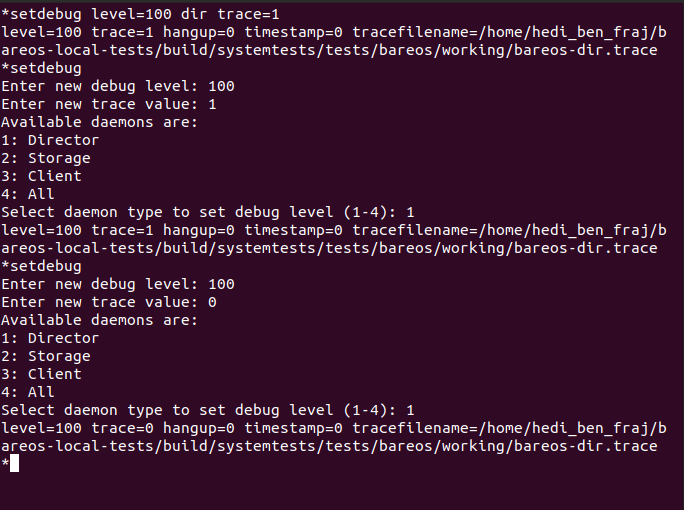 *setdebug level=100 dir trace=1
level=100 trace=1 hangup=0 timestamp=0 tracefilename=/home/hedi_ben_fraj/b
areos-local-tests/build/systemtests/tests/bareos/working/bareos-dir.trace
*setdebug
Enter new debug level: 100
Enter new trace value: 1
Available daemons are:
1: Director
2: Storage
3: Client
4: All
Select daemon type to set debug level (1-4): 1
level=100 trace=1 hangup=0 timestamp=0 tracefilename=/home/hedi_ben_fraj/b
areos-local-tests/build/systemtests/tests/bareos/working/bareos-dir.trace
*setdebug
Enter new debug level: 100
Enter new trace value: 0
Available daemons are:
1: Director
2: Storage
3: Client
4: All
Select daemon type to set debug level (1-4): 1
level=100 trace=0 hangup=0 timestamp=0 tracefilename=/home/hedi_ben_fraj/b
areos-local-tests/build/systemtests/tests/bareos/working/bareos-dir.trace
*